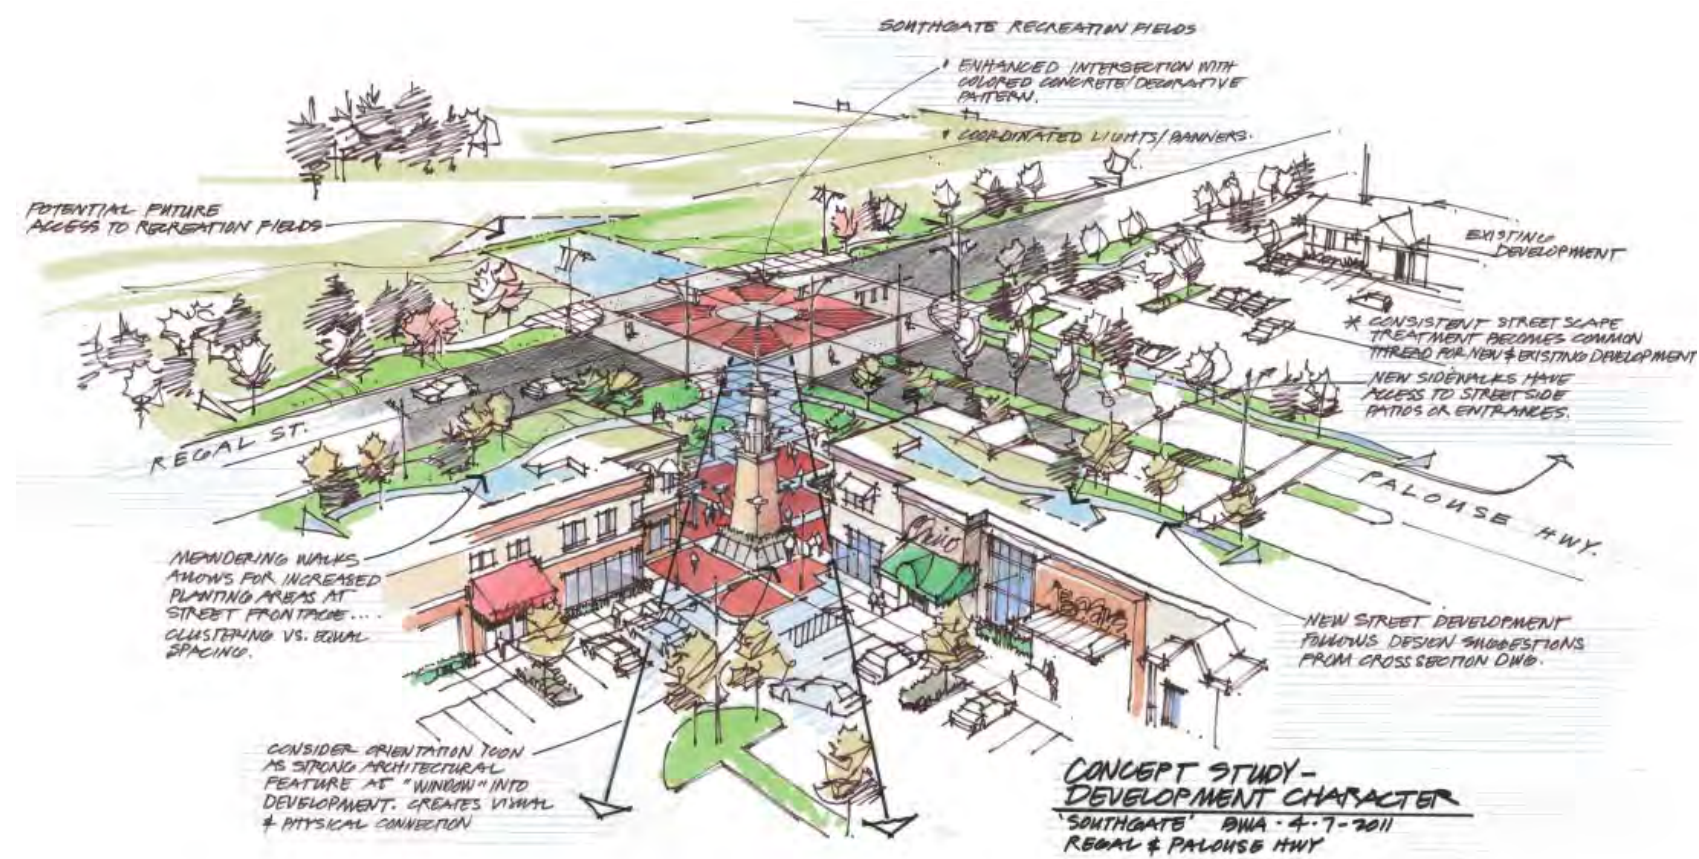 SOUTHGATE RECREATION FIELDS
• ENHANCED INTERSECTION WITH
COLORED CONCRETE/DECORATIVE
PATTERN.
• COORDINATED LIGHTS/BANNERS.
POTENTIAL FUTURE
ACCESS TO RECREATION FIELDS
EXISTING
DEVELOPMENT
* CONSISTENT STREETSCAPE
TREATMENT BECOMES COMMON
THREAD FOR NEW & EXISTING DEVELOPMENT
NEW SIDEWALKS HAVE
ACCESS TO STREETSIDE
PATIOS OR ENTRANCES.
REGAL ST.
PALOUSE HWY.
MEANDERING WALKS
ALLOWS FOR INCREASED
PLANTING AREAS AT
STREET FRONTAGE....
CLUSTERING VS. EQUAL
SPACING.
NEW STREET DEVELOPMENT
FOLLOWS DESIGN SUGGESTIONS
FROM CROSS SECTION DWG.
CONSIDER ORIENTATION ICON
AS STRONG ARCHITECTURAL
FEATURE AT "WINDOW" INTO
DEVELOPMENT. CREATES VISUAL
& PHYSICAL CONNECTION
CONCEPT STUDY-
DEVELOPMENT CHARACTER
'SOUTHGATE' BWA · 4·7-2011
REGAL & PALOUSE HWY